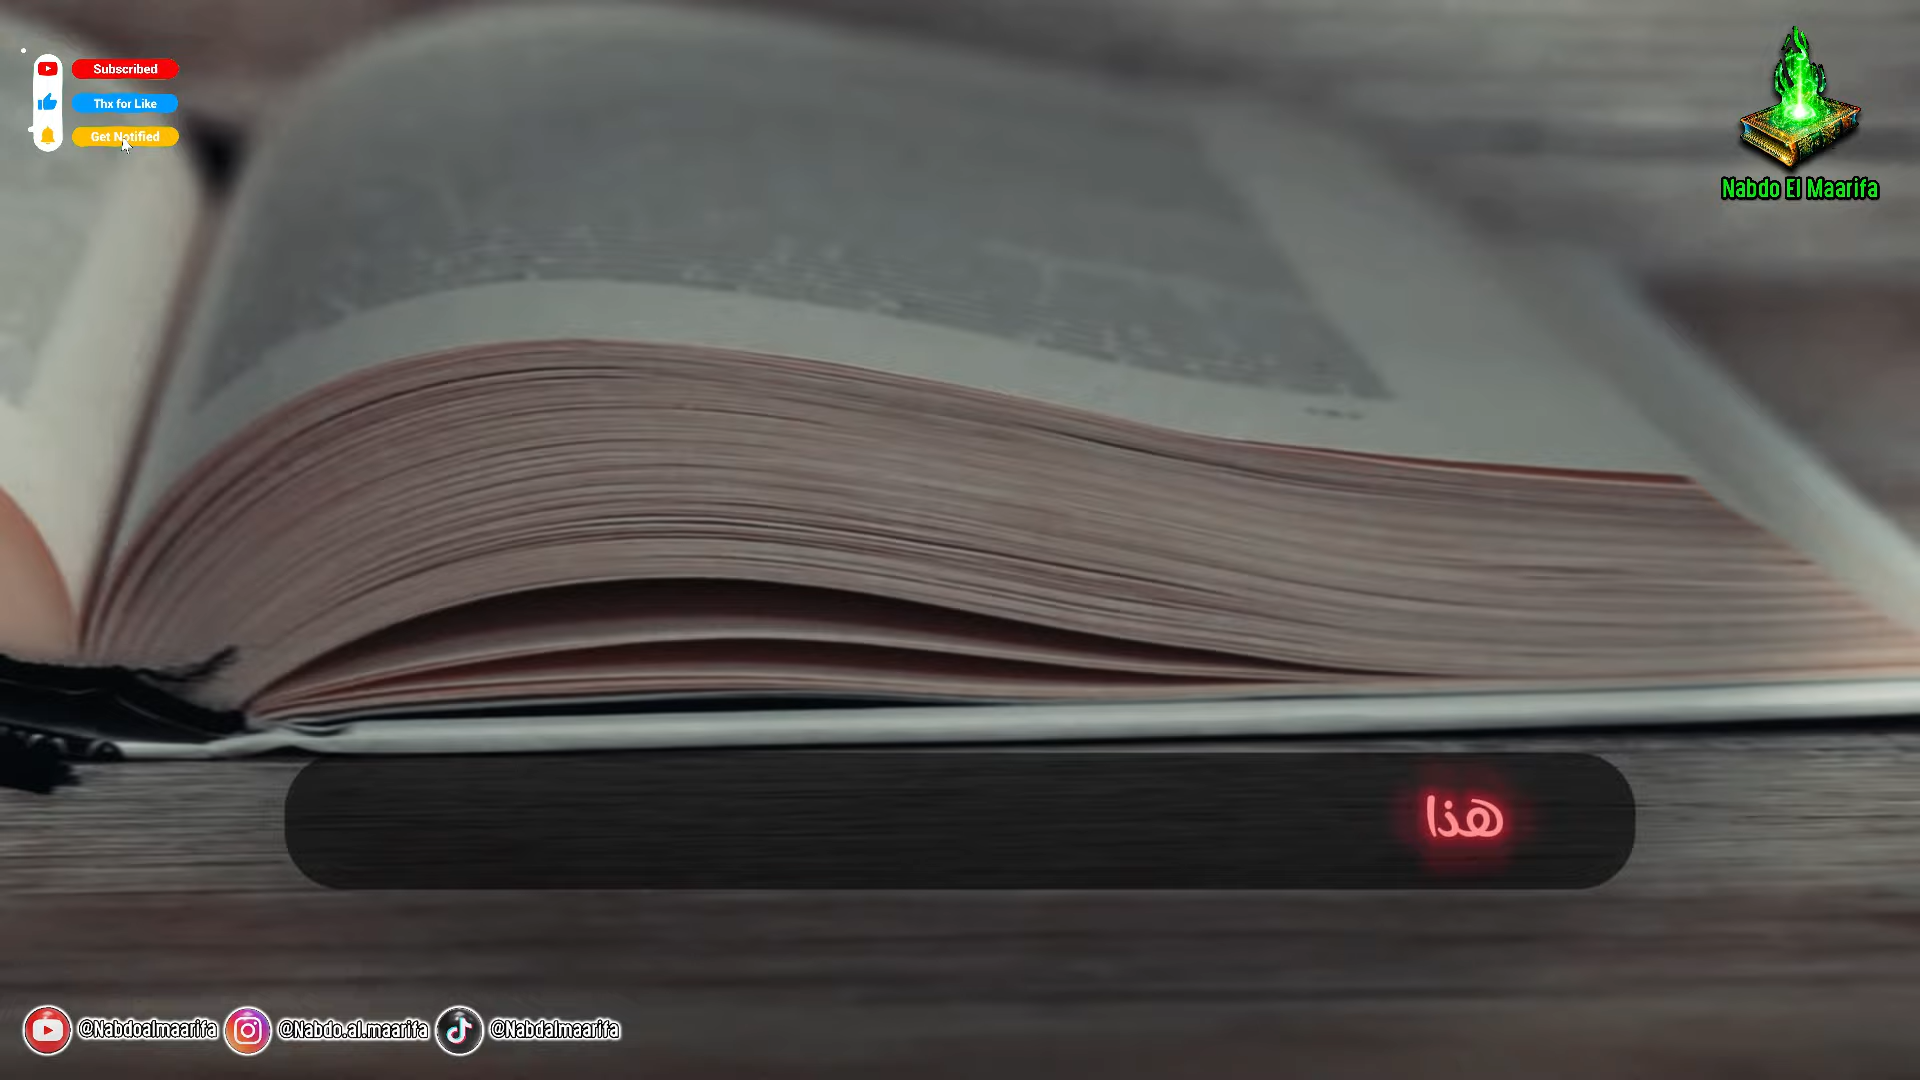 Subscribed
Thx for Like
Get Notified
Nabdo El Maarifa
هذا
@Nabdoalmaarifa @Nabdo.al.maarifa @Nabdalmaarifa